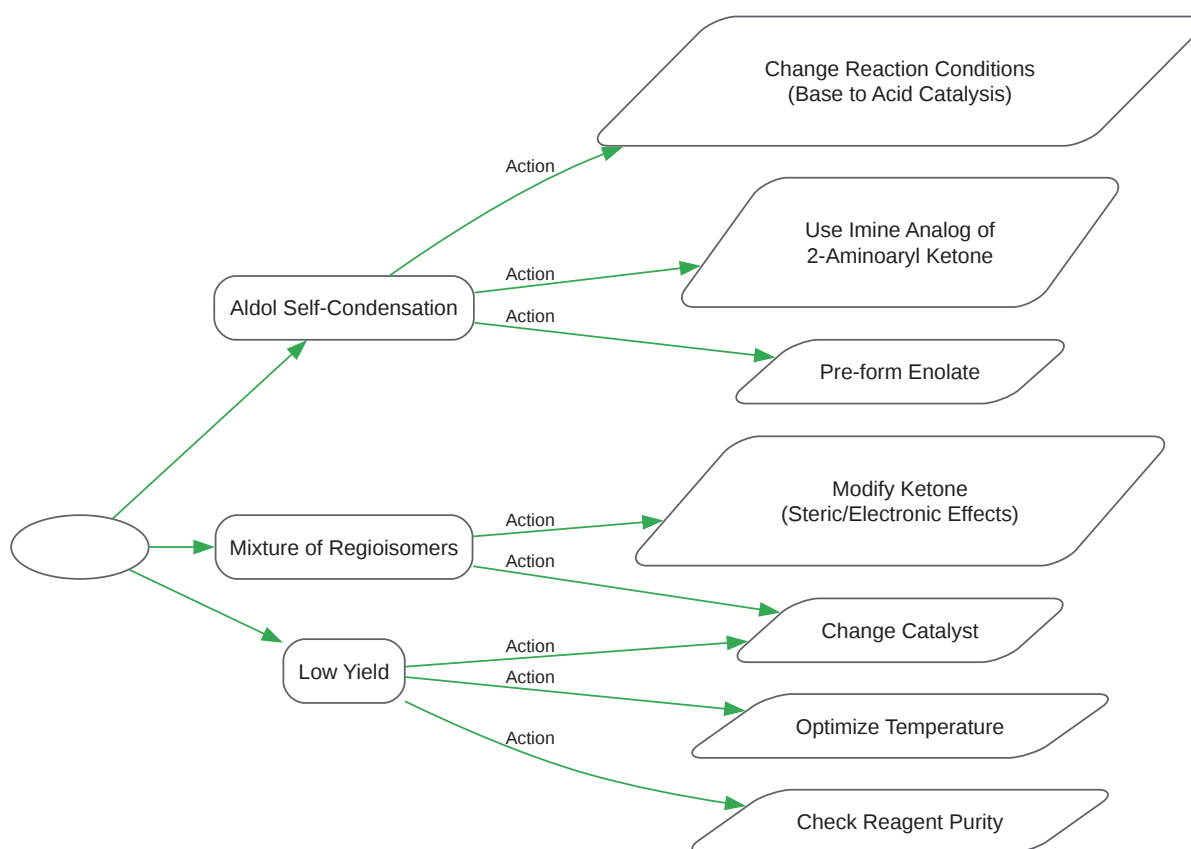 Change Reaction Conditions
(Base to Acid Catalysis)
Action
Use Imine Analog of
2-Aminoaryl Ketone
Action
Aldol Self-Condensation
Action
Pre-form Enolate
Modify Ketone
(Steric/Electronic Effects)
Action
Mixture of Regioisomers
Action
Change Catalyst
Action
Low Yield
Action
Optimize Temperature
Action
Check Reagent Purity